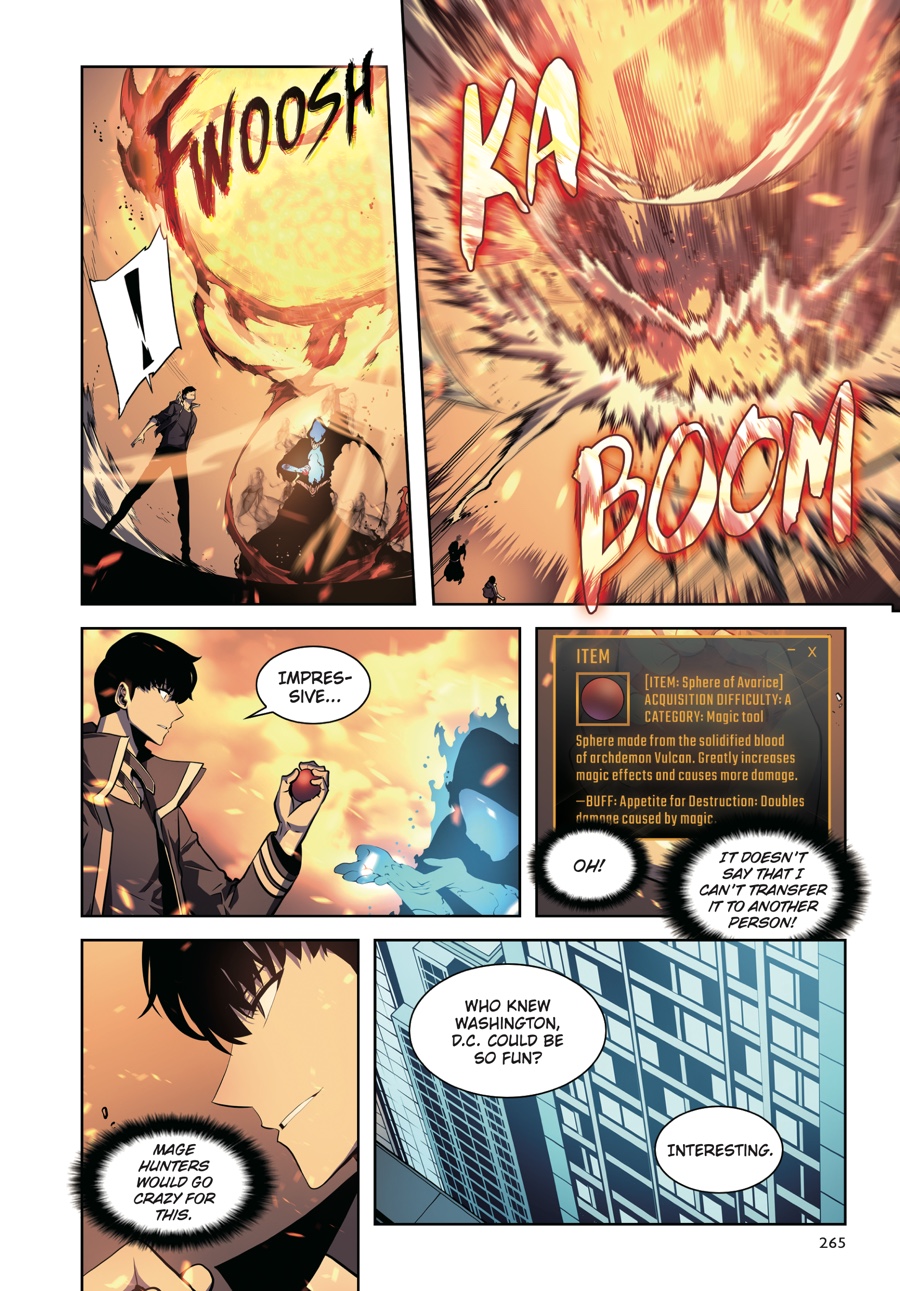 FWOOSH
!
KA
BOOM
IMPRES-
SIVE...
ITEM
– X
[ITEM: Sphere of Avarice]
ACQUISITION DIFFICULTY: A
CATEGORY: Magic tool
Sphere made from the solidified blood
of archdemon Vulcan. Greatly increases
magic effects and causes more damage.
—BUFF: Appetite for Destruction: Doubles
damage caused by magic.
OH!
IT DOESN'T
SAY THAT I
CAN'T TRANSFER
IT TO ANOTHER
PERSON!
MAGE
HUNTERS
WOULD GO
CRAZY FOR
THIS.
WHO KNEW
WASHINGTON,
D.C. COULD BE
SO FUN?
INTERESTING.
265